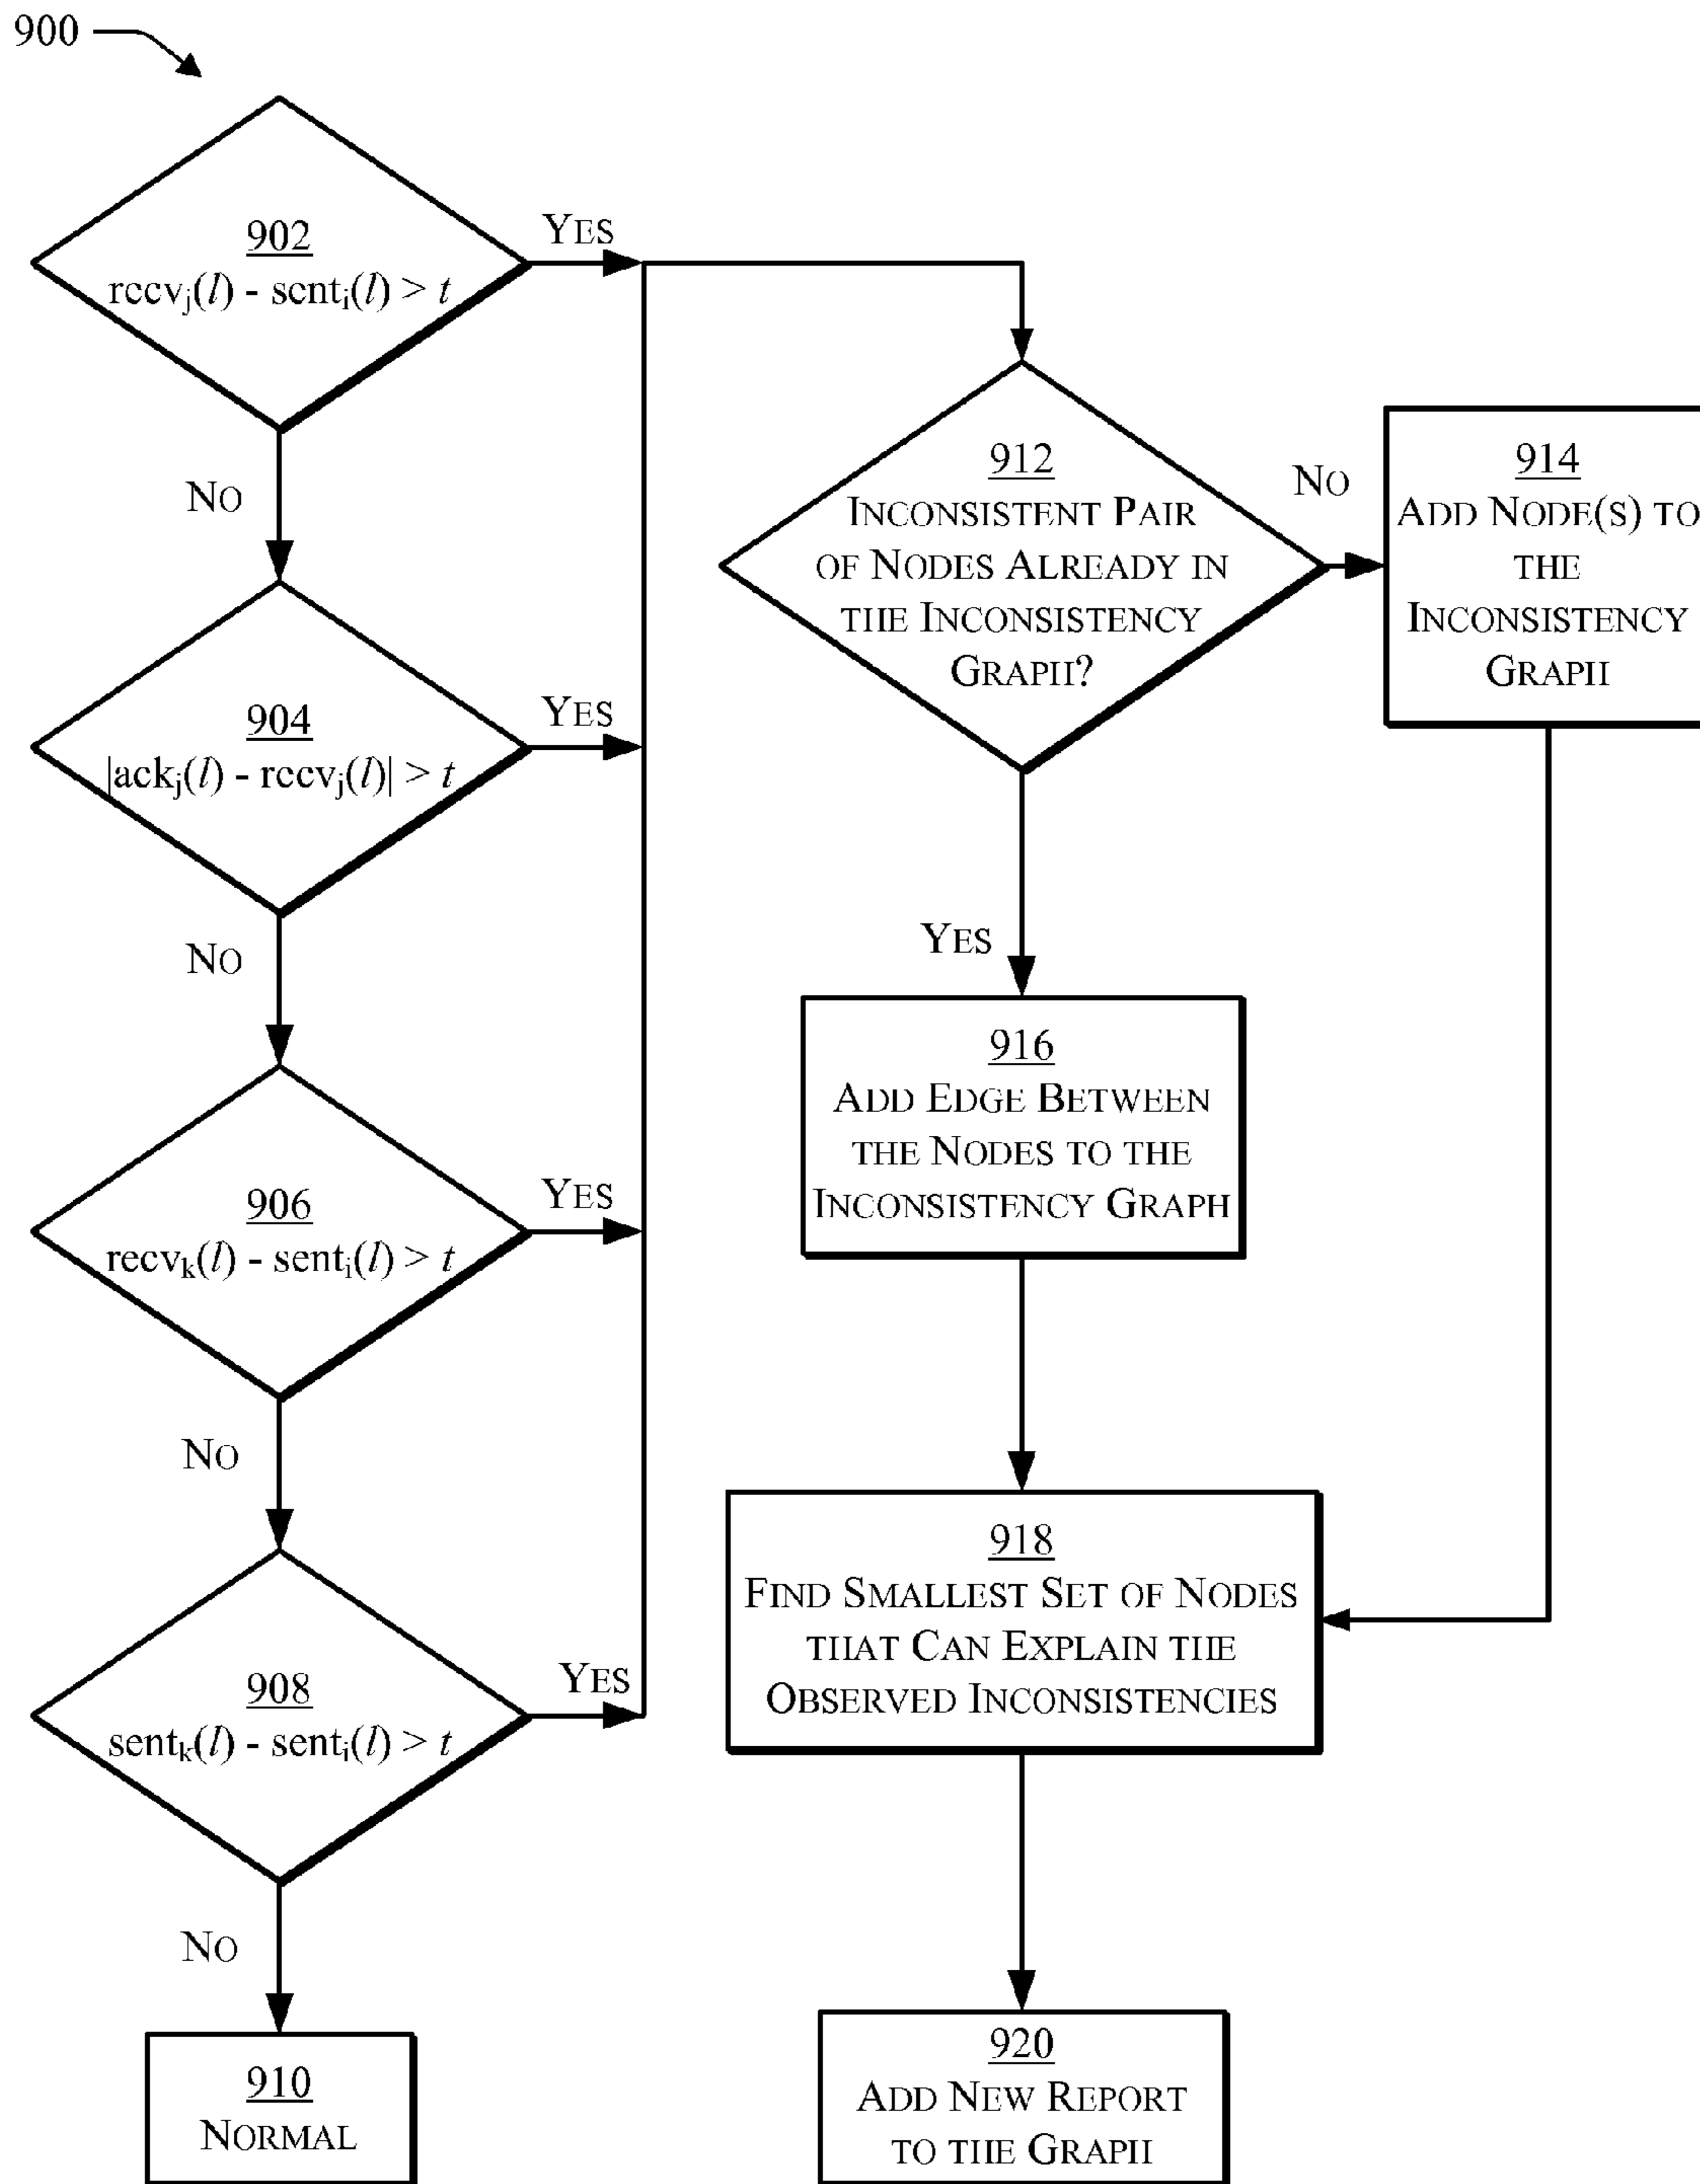 900
902
recvⱼ(l) - sentᵢ(l) > t
YES
NO
904
|ackⱼ(l) - recvⱼ(l)| > t
YES
NO
906
recvₖ(l) - sentᵢ(l) > t
YES
NO
908
sentₖ(l) - sentᵢ(l) > t
YES
NO
910
NORMAL
912
INCONSISTENT PAIR
OF NODES ALREADY IN
THE INCONSISTENCY
GRAPH?
NO
YES
914
ADD NODE(S) TO
THE
INCONSISTENCY
GRAPH
916
ADD EDGE BETWEEN
THE NODES TO THE
INCONSISTENCY GRAPH
918
FIND SMALLEST SET OF NODES
THAT CAN EXPLAIN THE
OBSERVED INCONSISTENCIES
920
ADD NEW REPORT
TO THE GRAPH